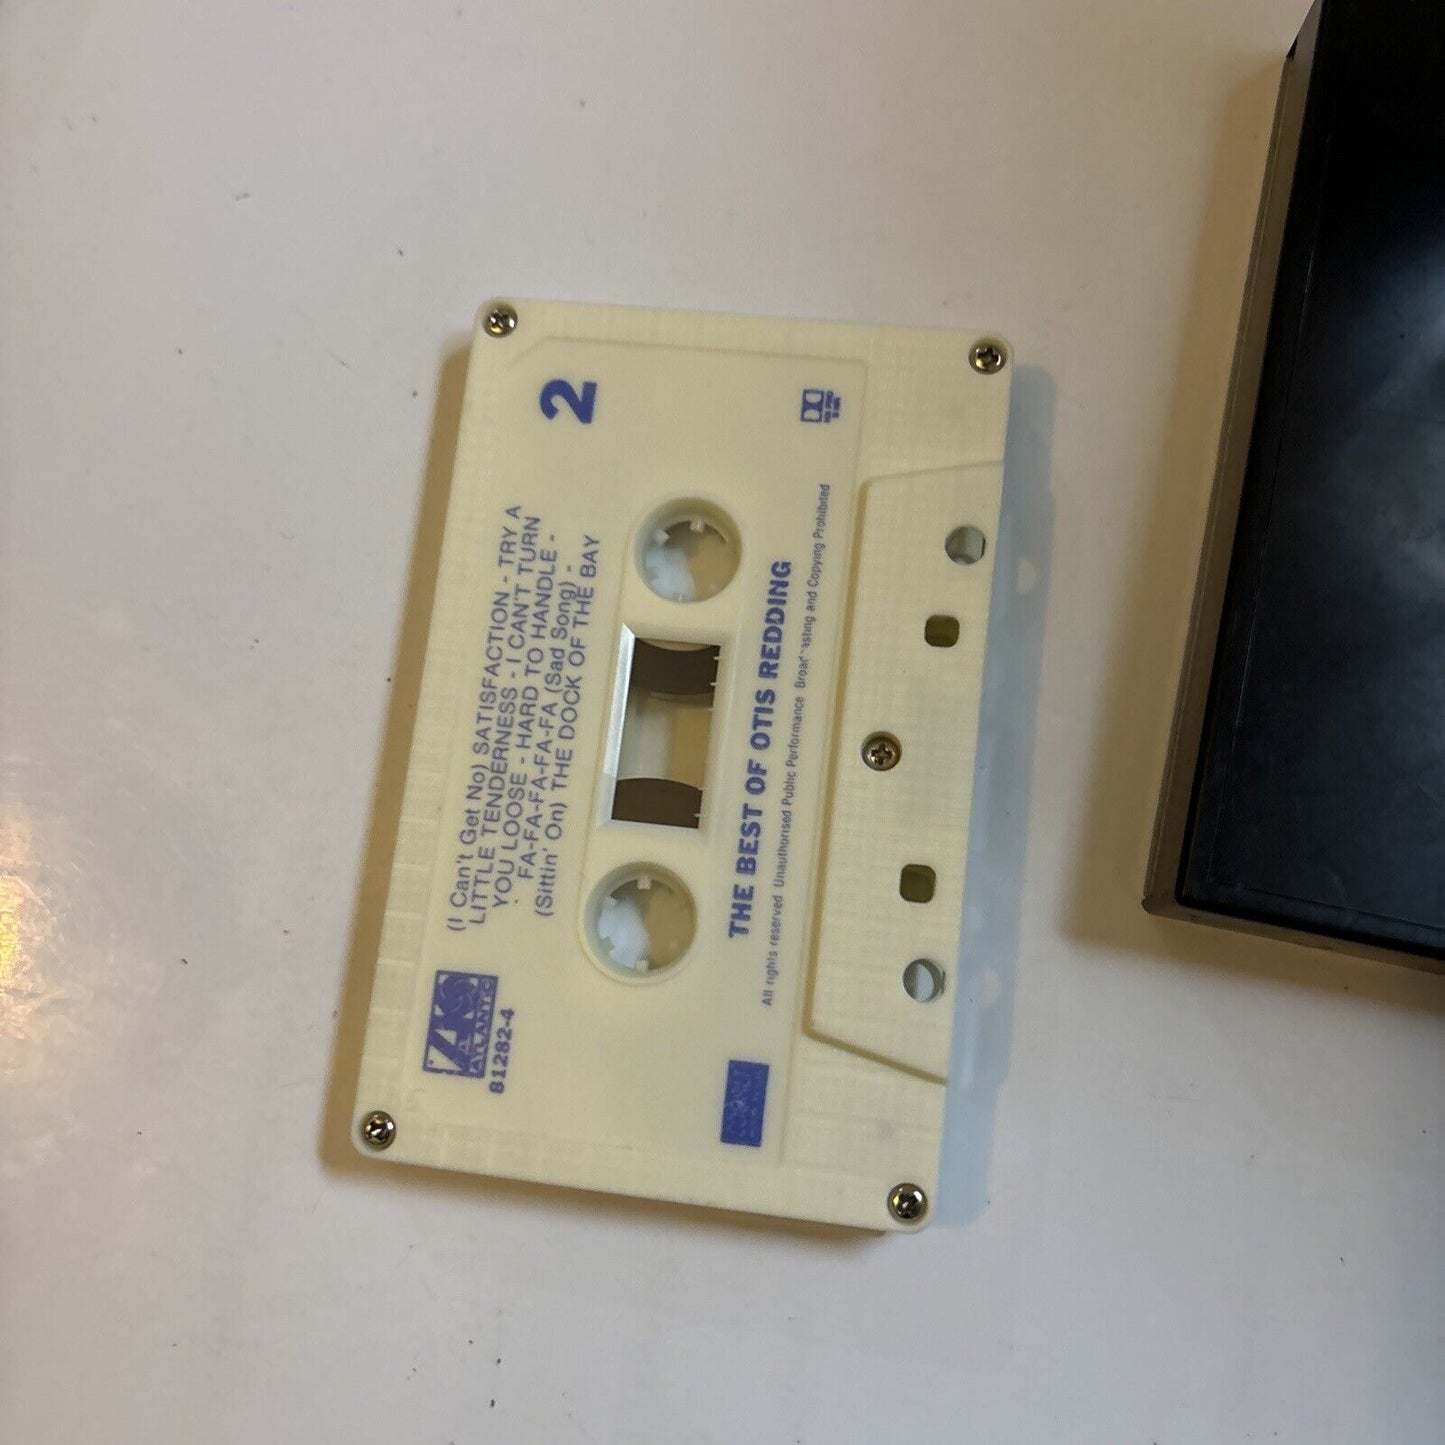 2
(I Can't Get No) SATISFACTION - TRY A
LITTLE TENDERNESS - I CAN'T TURN
YOU LOOSE - HARD TO HANDLE -
FA-FA-FA-FA-FA (Sad Song) -
(Sittin' On) THE DOCK OF THE BAY
ATLANTIC
81282-4
THE BEST OF OTIS REDDING
All rights reserved Unauthorised Public Performance Broadcasting and Copying Prohibited